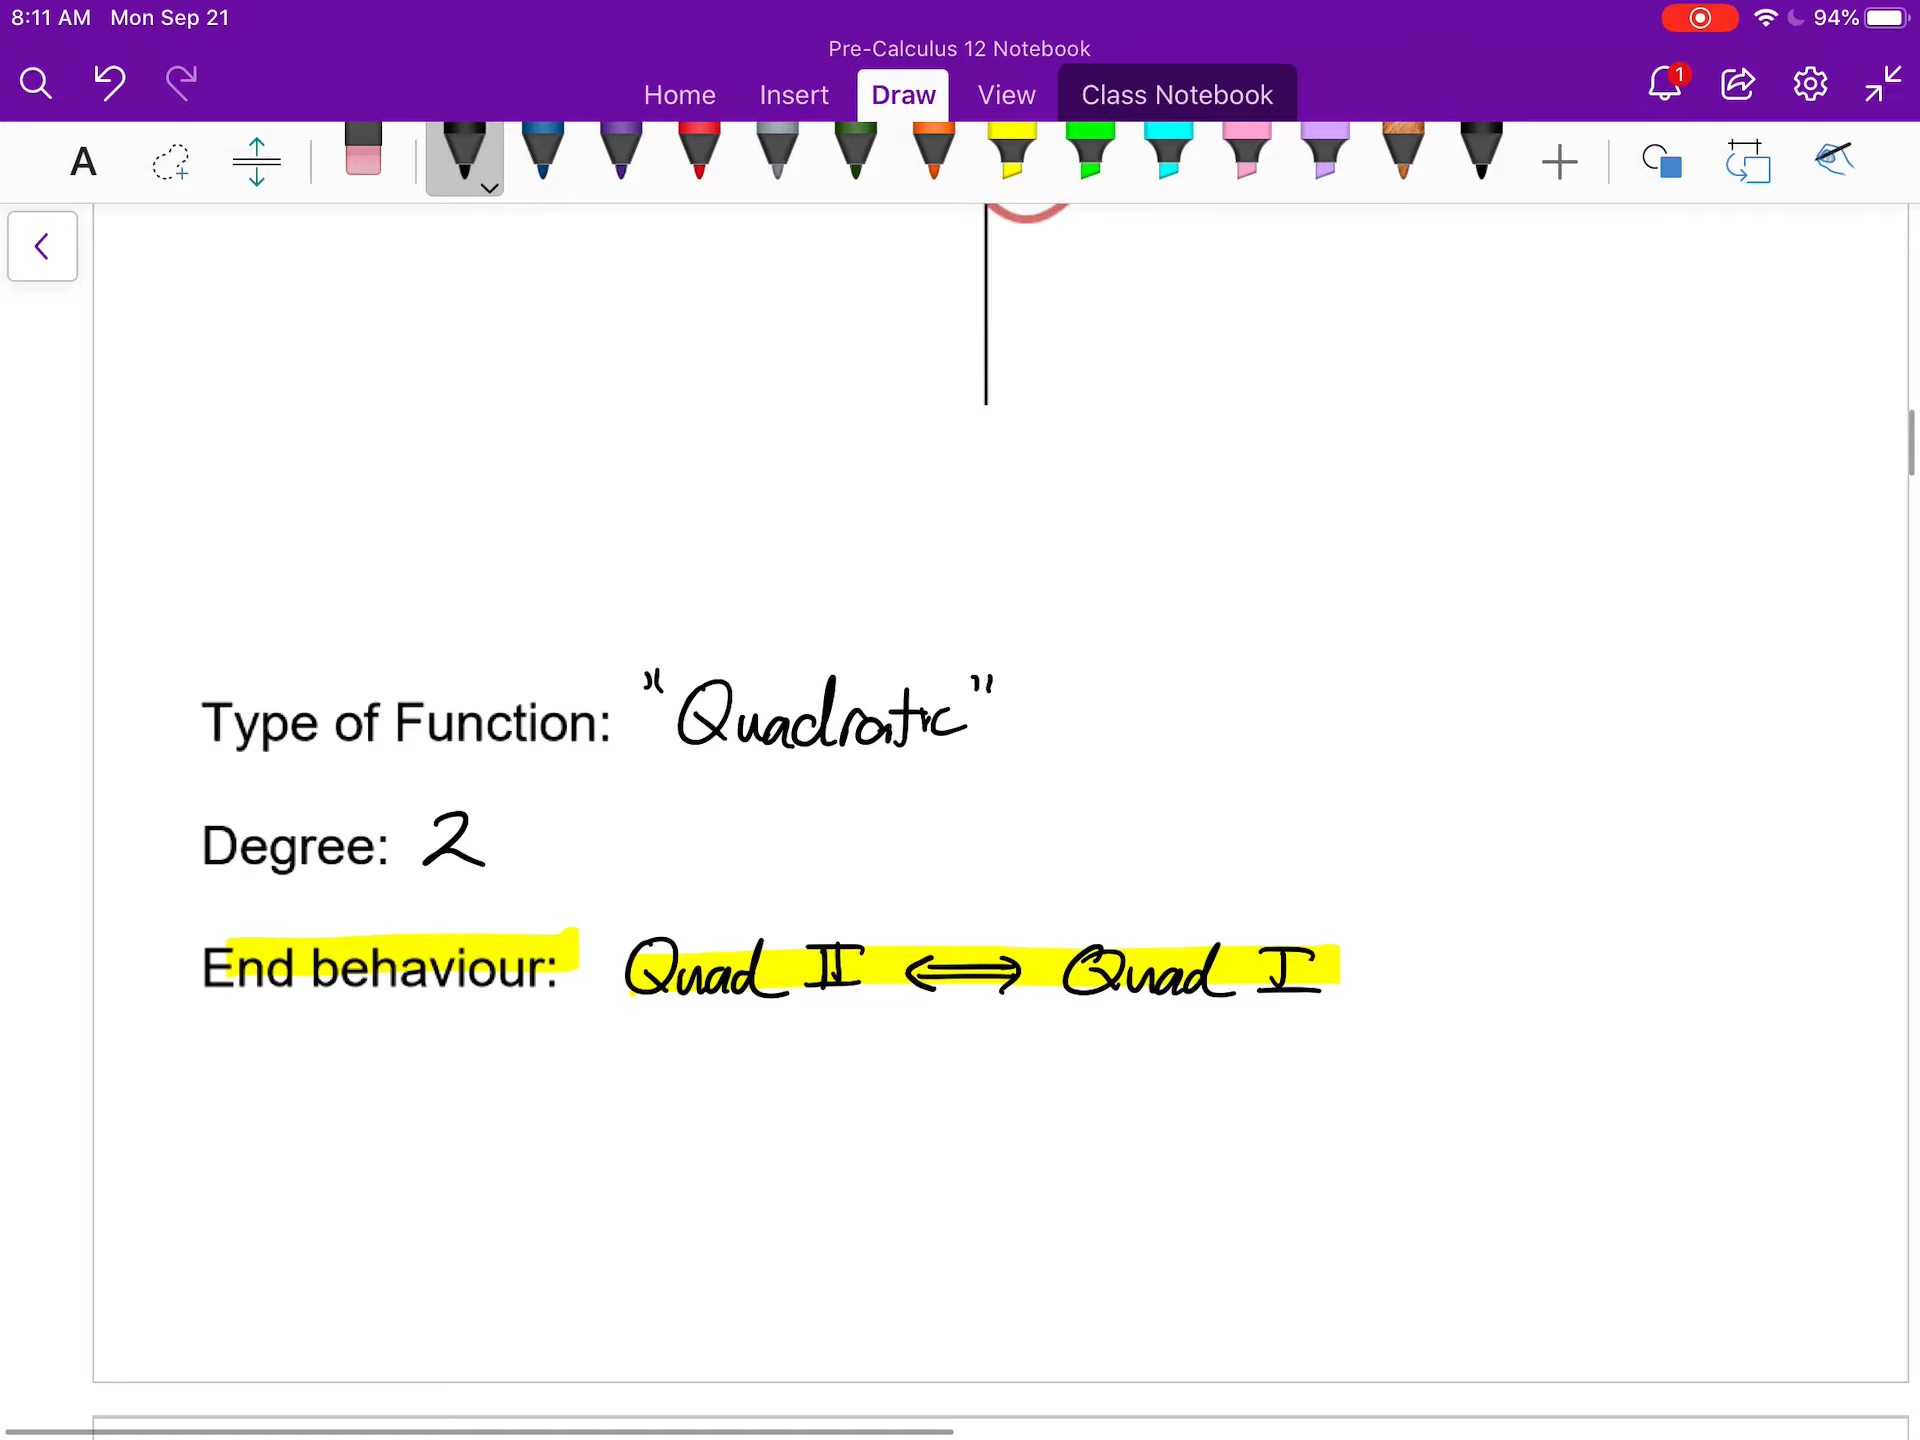 8:11 AM Mon Sep 21
94%
Pre-Calculus 12 Notebook
Home Insert Draw View Class Notebook
1
A
Type of Function: "Quadratic"
Degree: 2
End behaviour: Quad II ⟺ Quad I